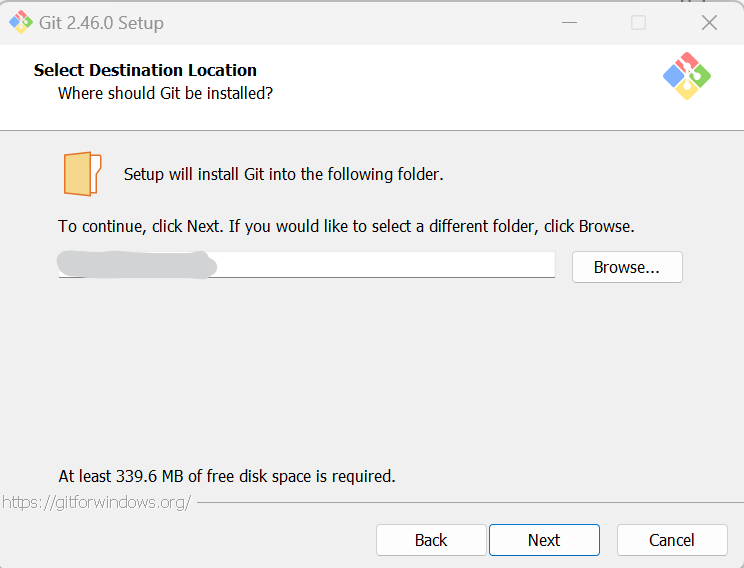 Git 2.46.0 Setup
Select Destination Location
Where should Git be installed?
Setup will install Git into the following folder.
To continue, click Next. If you would like to select a different folder, click Browse.
Browse...
At least 339.6 MB of free disk space is required.
https://gitforwindows.org/
Back
Next
Cancel